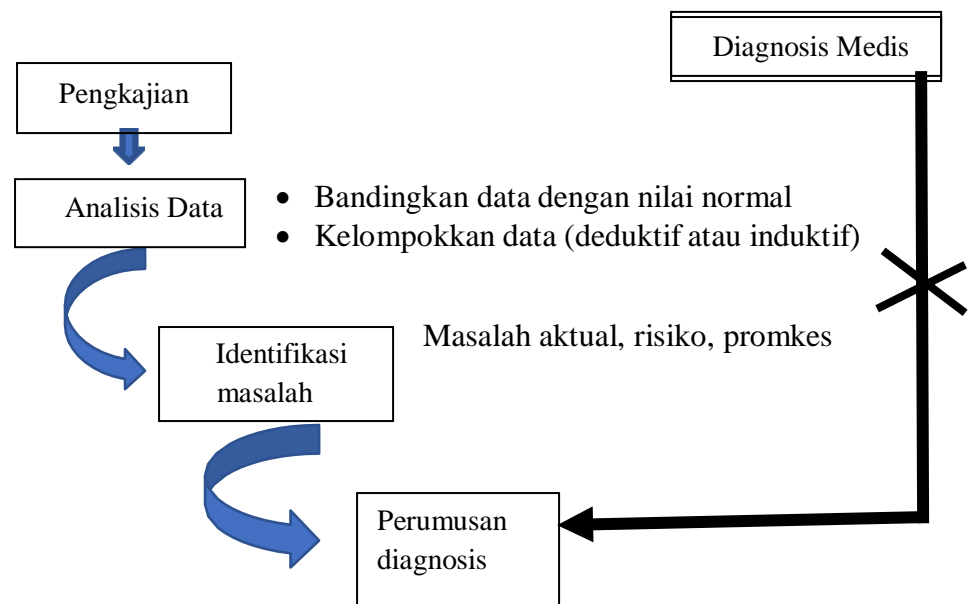 Diagnosis Medis
Pengkajian
Analisis Data
• Bandingkan data dengan nilai normal
• Kelompokkan data (deduktif atau induktif)
Identifikasi
masalah
Masalah aktual, risiko, promkes
Perumusan
diagnosis